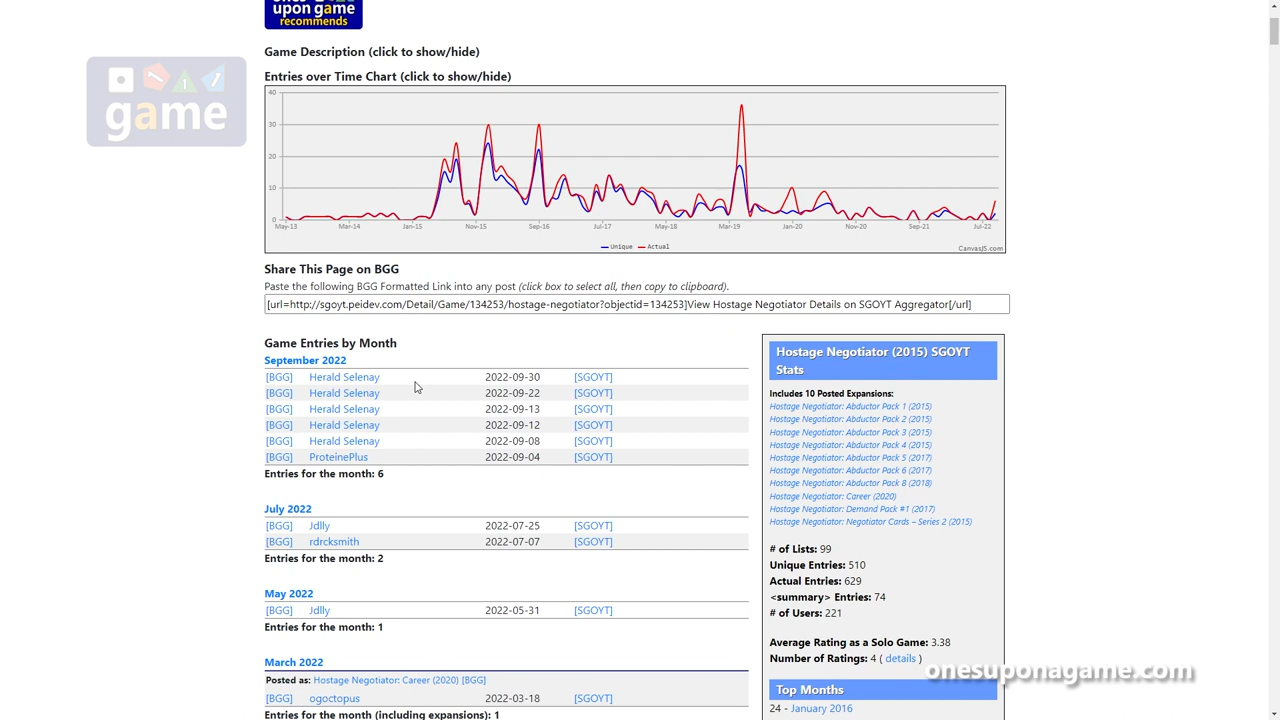 ones
upon game
recommends
game
Game Description (click to show/hide)
Entries over Time Chart (click to show/hide)
40
30
20
10
0
May-13 Mar-14 Jan-15 Nov-15 Sep-16 Jul-17 May-18 Mar-19 Jan-20 Nov-20 Sep-21 Jul-22
Unique Actual
CanvasJS.com
Share This Page on BGG
Paste the following BGG Formatted Link into any post (click box to select all, then copy to clipboard).
[url=http://sgoyt.peidev.com/Detail/Game/134253/hostage-negotiator?objectid=134253]View Hostage Negotiator Details on SGOYT Aggregator[/url]
Game Entries by Month
September 2022
[BGG] Herald Selenay 2022-09-30 [SGOYT]
[BGG] Herald Selenay 2022-09-22 [SGOYT]
[BGG] Herald Selenay 2022-09-13 [SGOYT]
[BGG] Herald Selenay 2022-09-12 [SGOYT]
[BGG] Herald Selenay 2022-09-08 [SGOYT]
[BGG] ProteinePlus 2022-09-04 [SGOYT]
Entries for the month: 6
July 2022
[BGG] Jdlly 2022-07-25 [SGOYT]
[BGG] rdrcksmith 2022-07-07 [SGOYT]
Entries for the month: 2
May 2022
[BGG] Jdlly 2022-05-31 [SGOYT]
Entries for the month: 1
March 2022
Posted as: Hostage Negotiator: Career (2020) [BGG]
[BGG] ogoctopus 2022-03-18 [SGOYT]
Entries for the month (including expansions): 1
Hostage Negotiator (2015) SGOYT
Stats
Includes 10 Posted Expansions:
Hostage Negotiator: Abductor Pack 1 (2015)
Hostage Negotiator: Abductor Pack 2 (2015)
Hostage Negotiator: Abductor Pack 3 (2015)
Hostage Negotiator: Abductor Pack 4 (2015)
Hostage Negotiator: Abductor Pack 5 (2017)
Hostage Negotiator: Abductor Pack 6 (2017)
Hostage Negotiator: Abductor Pack 8 (2018)
Hostage Negotiator: Career (2020)
Hostage Negotiator: Demand Pack #1 (2017)
Hostage Negotiator: Negotiator Cards – Series 2 (2015)
# of Lists: 99
Unique Entries: 510
Actual Entries: 629
<summary> Entries: 74
# of Users: 221
Average Rating as a Solo Game: 3.38
Number of Ratings: 4 ( details )
onesuponagame.com
Top Months
24 - January 2016